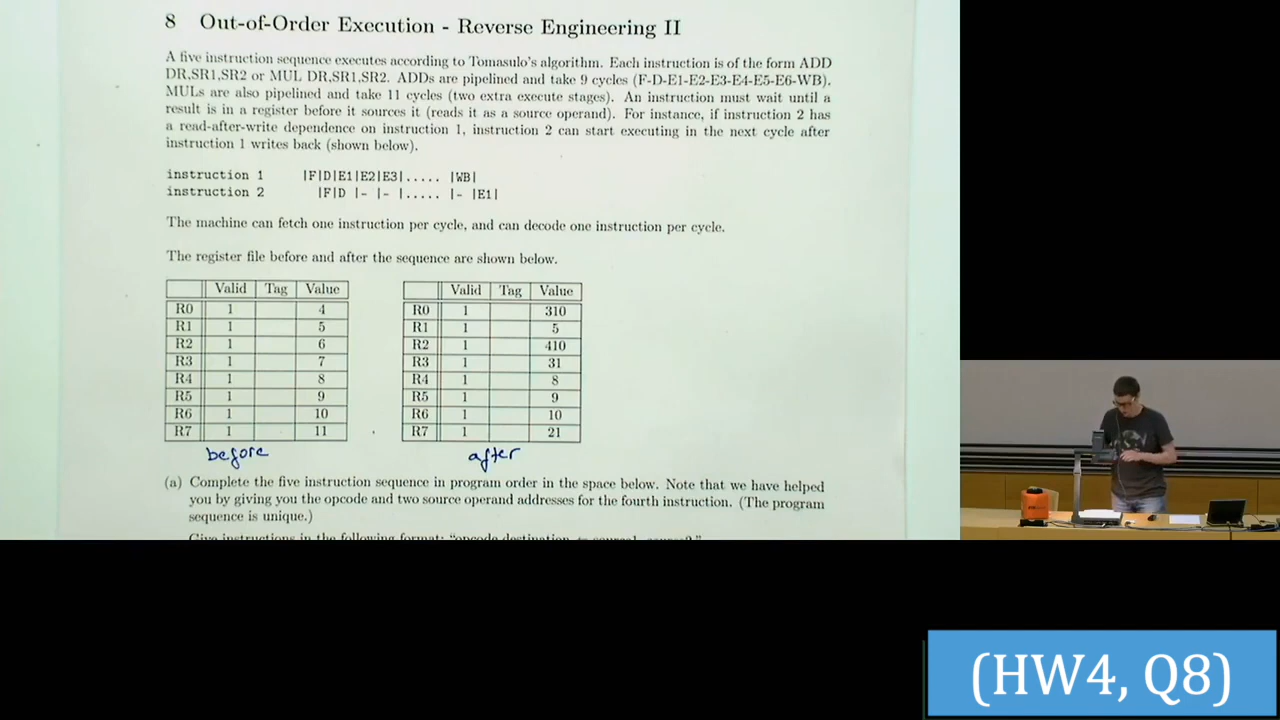 8 Out-of-Order Execution - Reverse Engineering II
A five instruction sequence executes according to Tomasulo's algorithm. Each instruction is of the form ADD
DR,SR1,SR2 or MUL DR,SR1,SR2. ADDs are pipelined and take 9 cycles (F-D-E1-E2-E3-E4-E5-E6-WB).
MULs are also pipelined and take 11 cycles (two extra execute stages). An instruction must wait until a
result is in a register before it sources it (reads it as a source operand). For instance, if instruction 2 has
a read-after-write dependence on instruction 1, instruction 2 can start executing in the next cycle after
instruction 1 writes back (shown below).
instruction 1 |F|D|E1|E2|E3|..... |WB|
instruction 2 |F|D |- |- |..... |- |E1|
The machine can fetch one instruction per cycle, and can decode one instruction per cycle.
The register file before and after the sequence are shown below.
Valid Tag Value
R0 1 4
R1 1 5
R2 1 6
R3 1 7
R4 1 8
R5 1 9
R6 1 10
R7 1 11
before
Valid Tag Value
R0 1 310
R1 1 5
R2 1 410
R3 1 31
R4 1 8
R5 1 9
R6 1 10
R7 1 21
after
(a) Complete the five instruction sequence in program order in the space below. Note that we have helped
you by giving you the opcode and two source operand addresses for the fourth instruction. (The program
sequence is unique.)
Give instructions in the following format: "opcode destination
(HW4, Q8)